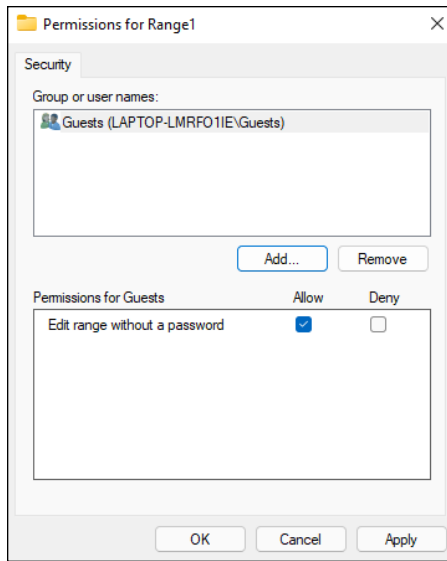 Permissions for Range1
Security
Group or user names:
Guests (LAPTOP-LMRFO1IE\Guests)
Add... Remove
Permissions for Guests Allow Deny
Edit range without a password
OK Cancel Apply